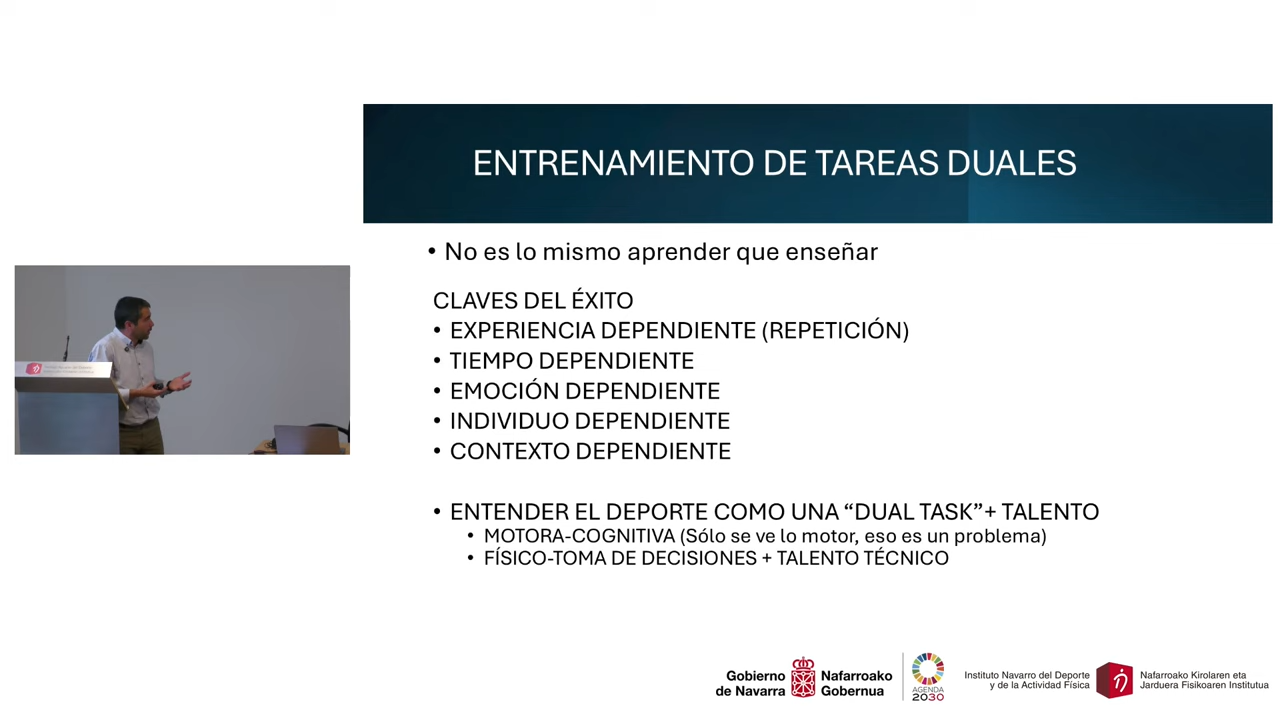 ENTRENAMIENTO DE TAREAS DUALES
• No es lo mismo aprender que enseñar
CLAVES DEL ÉXITO
• EXPERIENCIA DEPENDIENTE (REPETICIÓN)
• TIEMPO DEPENDIENTE
• EMOCIÓN DEPENDIENTE
• INDIVIDUO DEPENDIENTE
• CONTEXTO DEPENDIENTE
• ENTENDER EL DEPORTE COMO UNA “DUAL TASK”+ TALENTO
• MOTORA-COGNITIVA (Sólo se ve lo motor, eso es un problema)
• FÍSICO-TOMA DE DECISIONES + TALENTO TÉCNICO
Gobierno
de Navarra
Nafarroako
Gobernua
AGENDA
2030
Instituto Navarro del Deporte
y de la Actividad Física
Nafarroako Kirolaren eta
Jarduera Fisikoaren Institutua